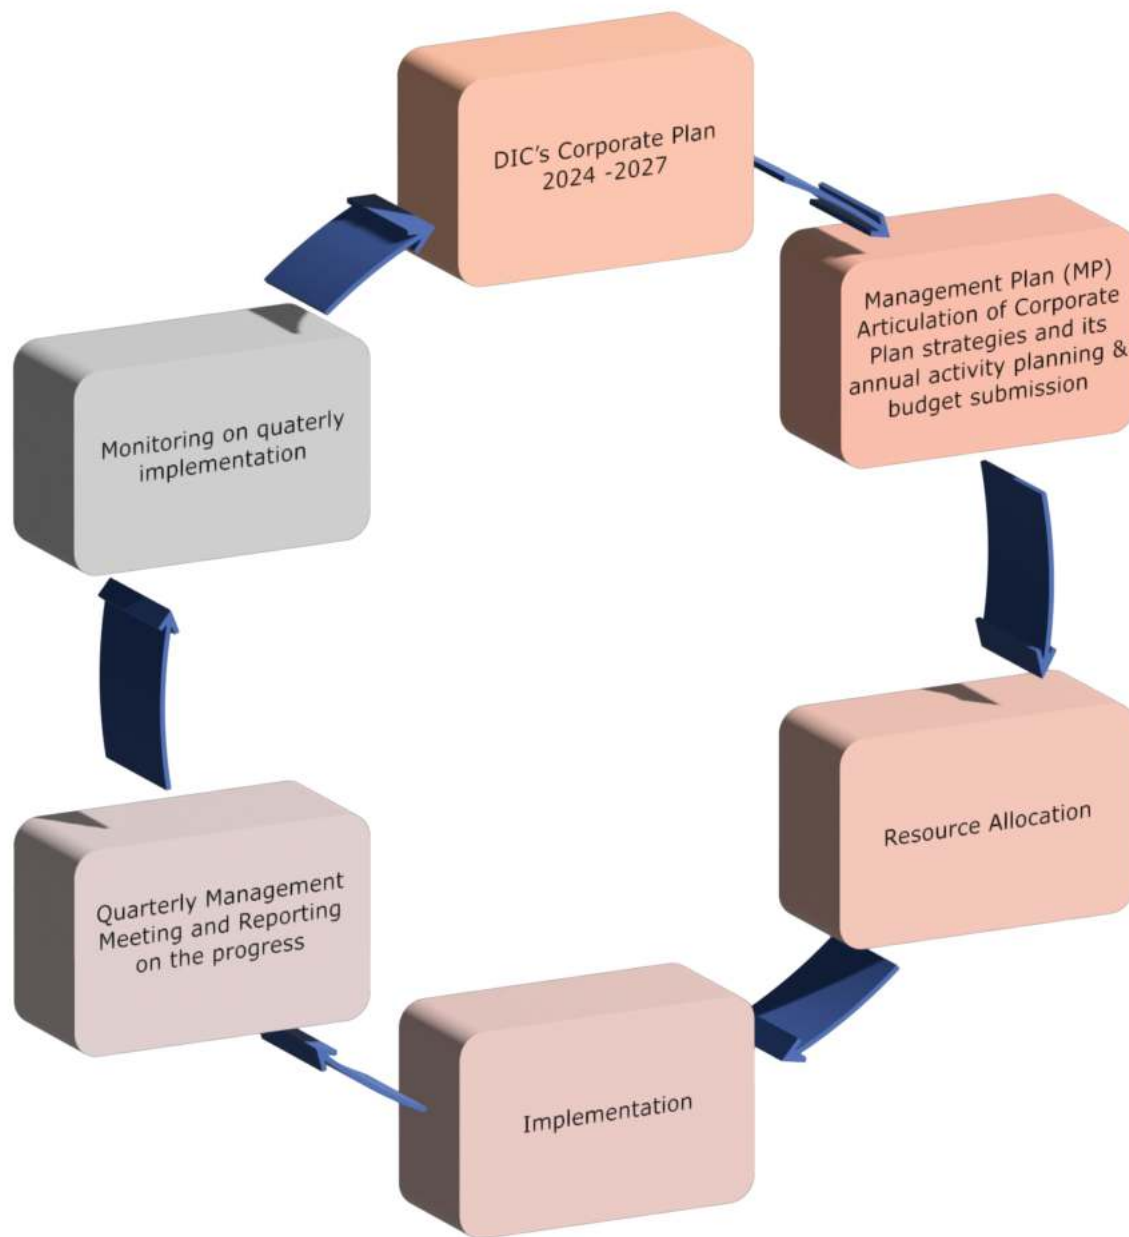 DIC’s Corporate Plan
2024 -2027
Management Plan (MP)
Articulation of Corporate
Plan strategies and its
annual activity planning &
budget submission
Resource Allocation
Implementation
Quarterly Management
Meeting and Reporting
on the progress
Monitoring on quaterly
implementation